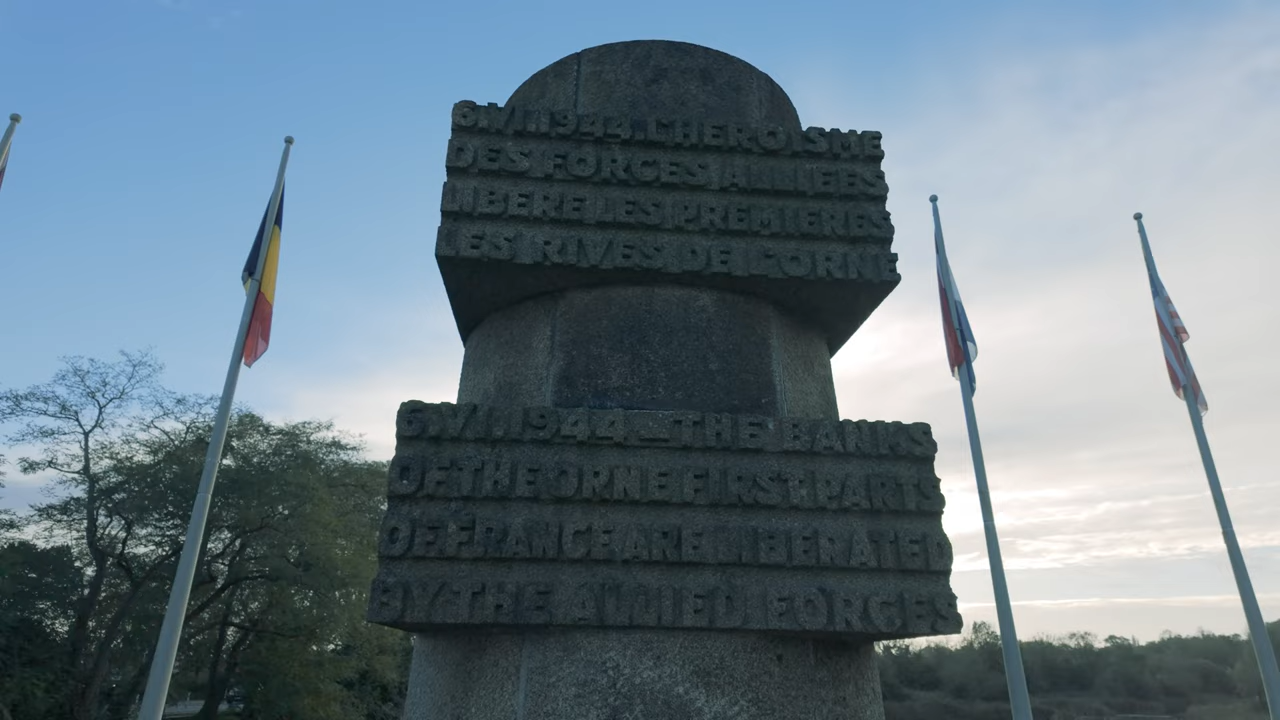 6.VI.1944.L'HEROISME
DES FORCES ALLIEES
LIBERE LES PREMIERES
LES RIVES DE L'ORNE
6.VI.1944 — THE BANKS
OF THE ORNE FIRST PARTS
OF FRANCE ARE LIBERATED
BY THE ALLIED FORCES